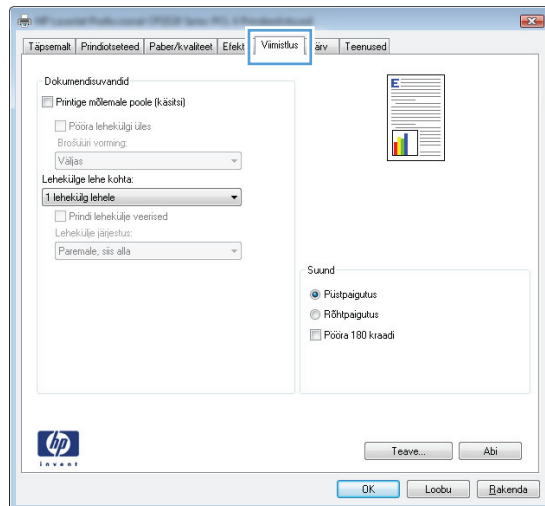 Täpsemalt Prindiotseteed Paber/kvaliteet Efekt Viimistlus ärv Teenused
Dokumendisuvandid
Printige mõlemale poole (käsitsi)
Pööra lehekülgi üles
Brošüüri vorming:
Väljas
Lehekülge lehe kohta:
1 lehekülg lehele
Prindi lehekülje veerised
Lehekülje järjestus:
Paremale, siis alla
E
Suund
Püstpaigutus
Rõhtpaigutus
Pööra 180 kraadi
hp
invent
Teave... Abi
OK Loobu Rakenda